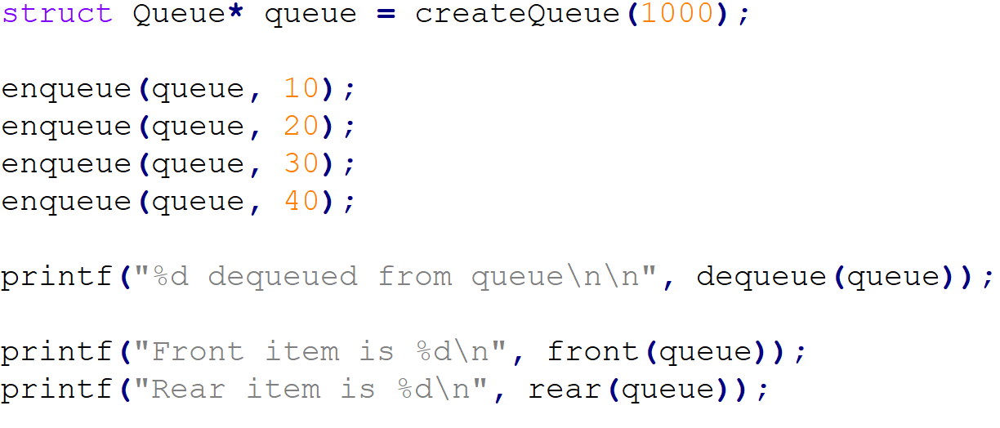 struct Queue* queue = createQueue(1000);
enqueue(queue, 10);
enqueue(queue, 20);
enqueue(queue, 30);
enqueue(queue, 40);
printf("%d dequeued from queue\n\n", dequeue(queue));
printf("Front item is %d\n", front(queue));
printf("Rear item is %d\n", rear(queue));